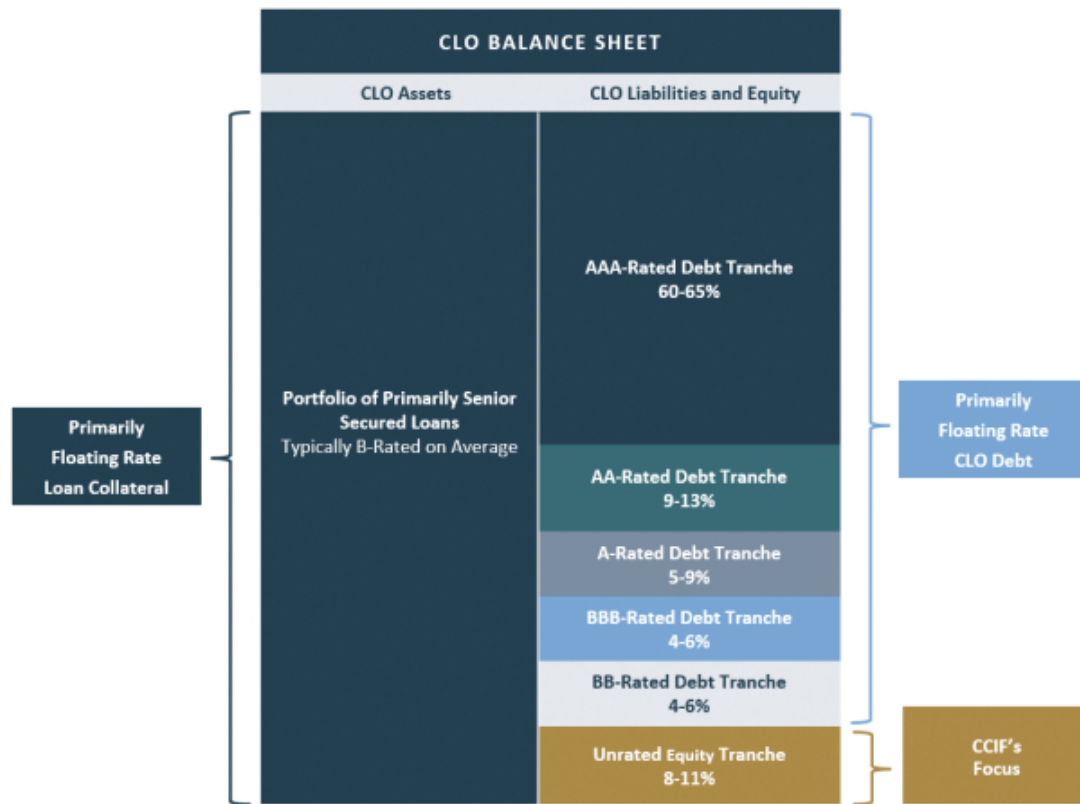 CLO BALANCE SHEET
CLO Assets
CLO Liabilities and Equity
Primarily
Floating Rate
Loan Collateral
Portfolio of Primarily Senior
Secured Loans
Typically B-Rated on Average
AAA-Rated Debt Tranche
60-65%
AA-Rated Debt Tranche
9-13%
A-Rated Debt Tranche
5-9%
BBB-Rated Debt Tranche
4-6%
BB-Rated Debt Tranche
4-6%
Unrated Equity Tranche
8-11%
Primarily
Floating Rate
CLO Debt
CCIF's
Focus